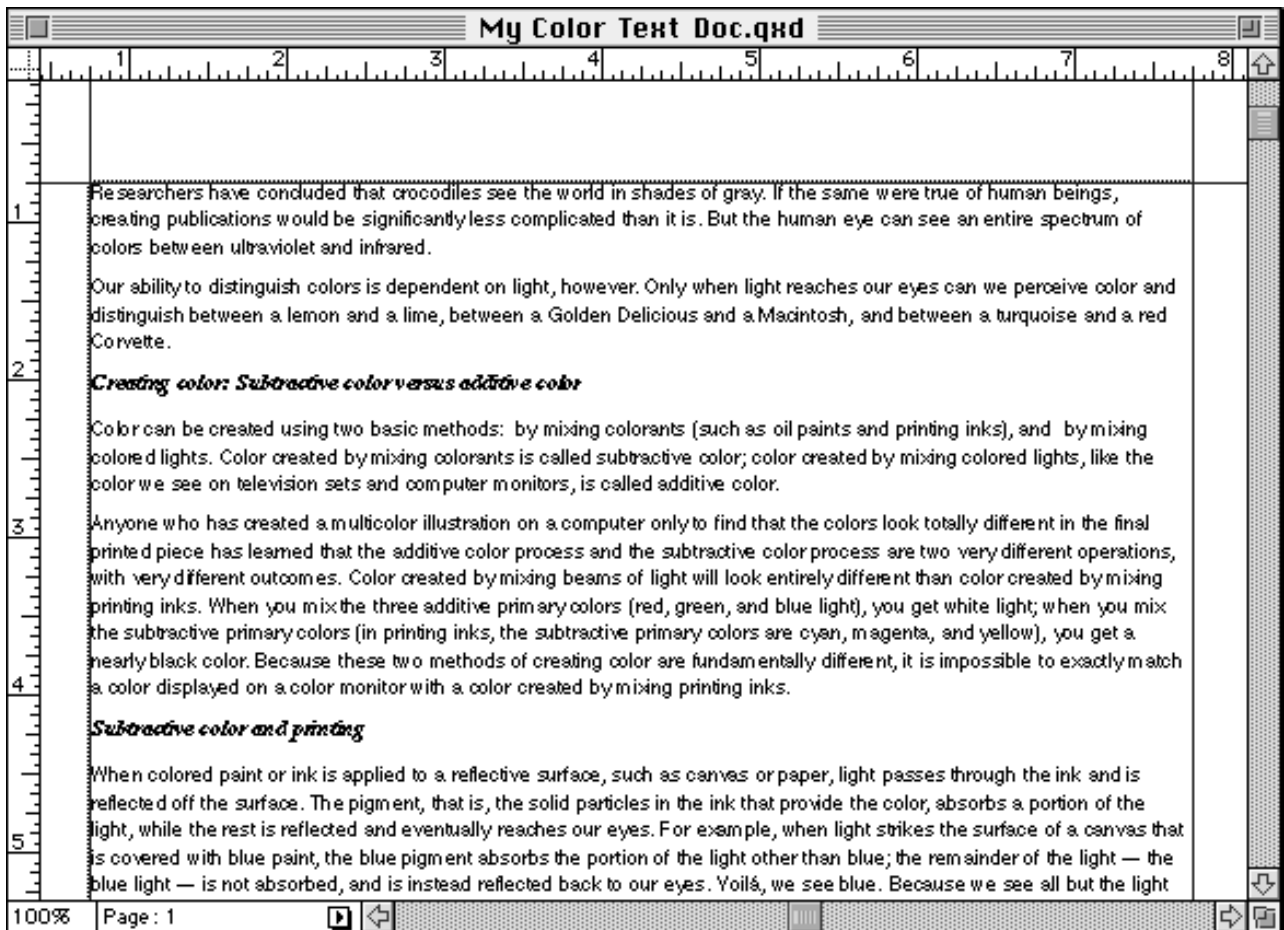 My Color Text Doc.qxd
1 2 3 4 5 6 7 8
Researchers have concluded that crocodiles see the world in shades of gray. If the same were true of human beings,
1
creating publications would be significantly less complicated than it is. But the human eye can see an entire spectrum of
colors between ultraviolet and infrared.
Our ability to distinguish colors is dependent on light, however. Only when light reaches our eyes can we perceive color and
distinguish between a lemon and a lime, between a Golden Delicious and a Macintosh, and between a turquoise and a red
Corvette.
2
Creating color: Subtractive color versus additive color
Color can be created using two basic methods: by mixing colorants (such as oil paints and printing inks), and by mixing
colored lights. Color created by mixing colorants is called subtractive color; color created by mixing colored lights, like the
color we see on television sets and computer monitors, is called additive color.
3
Anyone who has created a multicolor illustration on a computer only to find that the colors look totally different in the final
printed piece has learned that the additive color process and the subtractive color process are two very different operations,
with very different outcomes. Color created by mixing beams of light will look entirely different than color created by mixing
printing inks. When you mix the three additive primary colors (red, green, and blue light), you get white light; when you mix
the subtractive primary colors (in printing inks, the subtractive primary colors are cyan, magenta, and yellow), you get a
nearly black color. Because these two methods of creating color are fundamentally different, it is impossible to exactly match
4
a color displayed on a color monitor with a color created by mixing printing inks.
Subtractive color and printing
When colored paint or ink is applied to a reflective surface, such as canvas or paper, light passes through the ink and is
reflected off the surface. The pigment, that is, the solid particles in the ink that provide the color, absorbs a portion of the
light, while the rest is reflected and eventually reaches our eyes. For example, when light strikes the surface of a canvas that
5
is covered with blue paint, the blue pigment absorbs the portion of the light other than blue; the remainder of the light — the
blue light — is not absorbed, and is instead reflected back to our eyes. Voilá, we see blue. Because we see all but the light
100% Page: 1